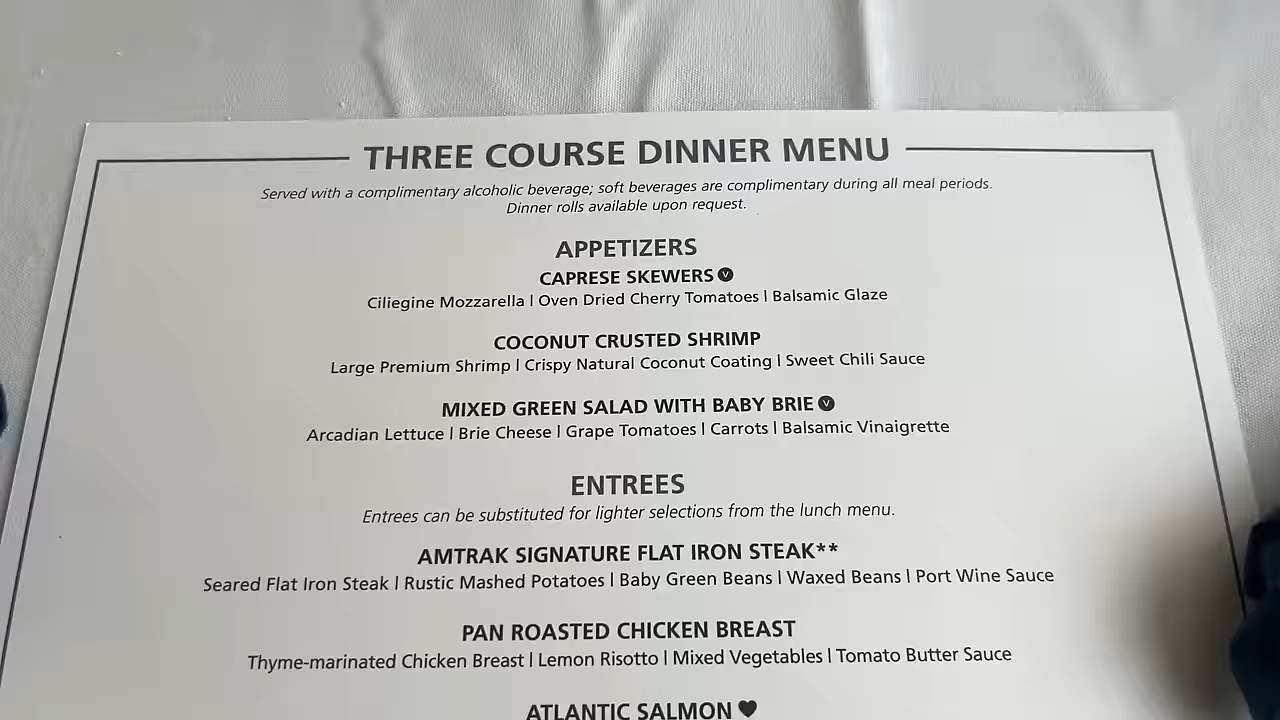 THREE COURSE DINNER MENU
Served with a complimentary alcoholic beverage; soft beverages are complimentary during all meal periods.
Dinner rolls available upon request.
APPETIZERS
CAPRESE SKEWERS V
Ciliegine Mozzarella | Oven Dried Cherry Tomatoes | Balsamic Glaze
COCONUT CRUSTED SHRIMP
Large Premium Shrimp | Crispy Natural Coconut Coating | Sweet Chili Sauce
MIXED GREEN SALAD WITH BABY BRIE V
Arcadian Lettuce | Brie Cheese | Grape Tomatoes | Carrots | Balsamic Vinaigrette
ENTREES
Entrees can be substituted for lighter selections from the lunch menu.
AMTRAK SIGNATURE FLAT IRON STEAK**
Seared Flat Iron Steak | Rustic Mashed Potatoes | Baby Green Beans | Waxed Beans | Port Wine Sauce
PAN ROASTED CHICKEN BREAST
Thyme-marinated Chicken Breast | Lemon Risotto | Mixed Vegetables | Tomato Butter Sauce
ATLANTIC SALMON ♥